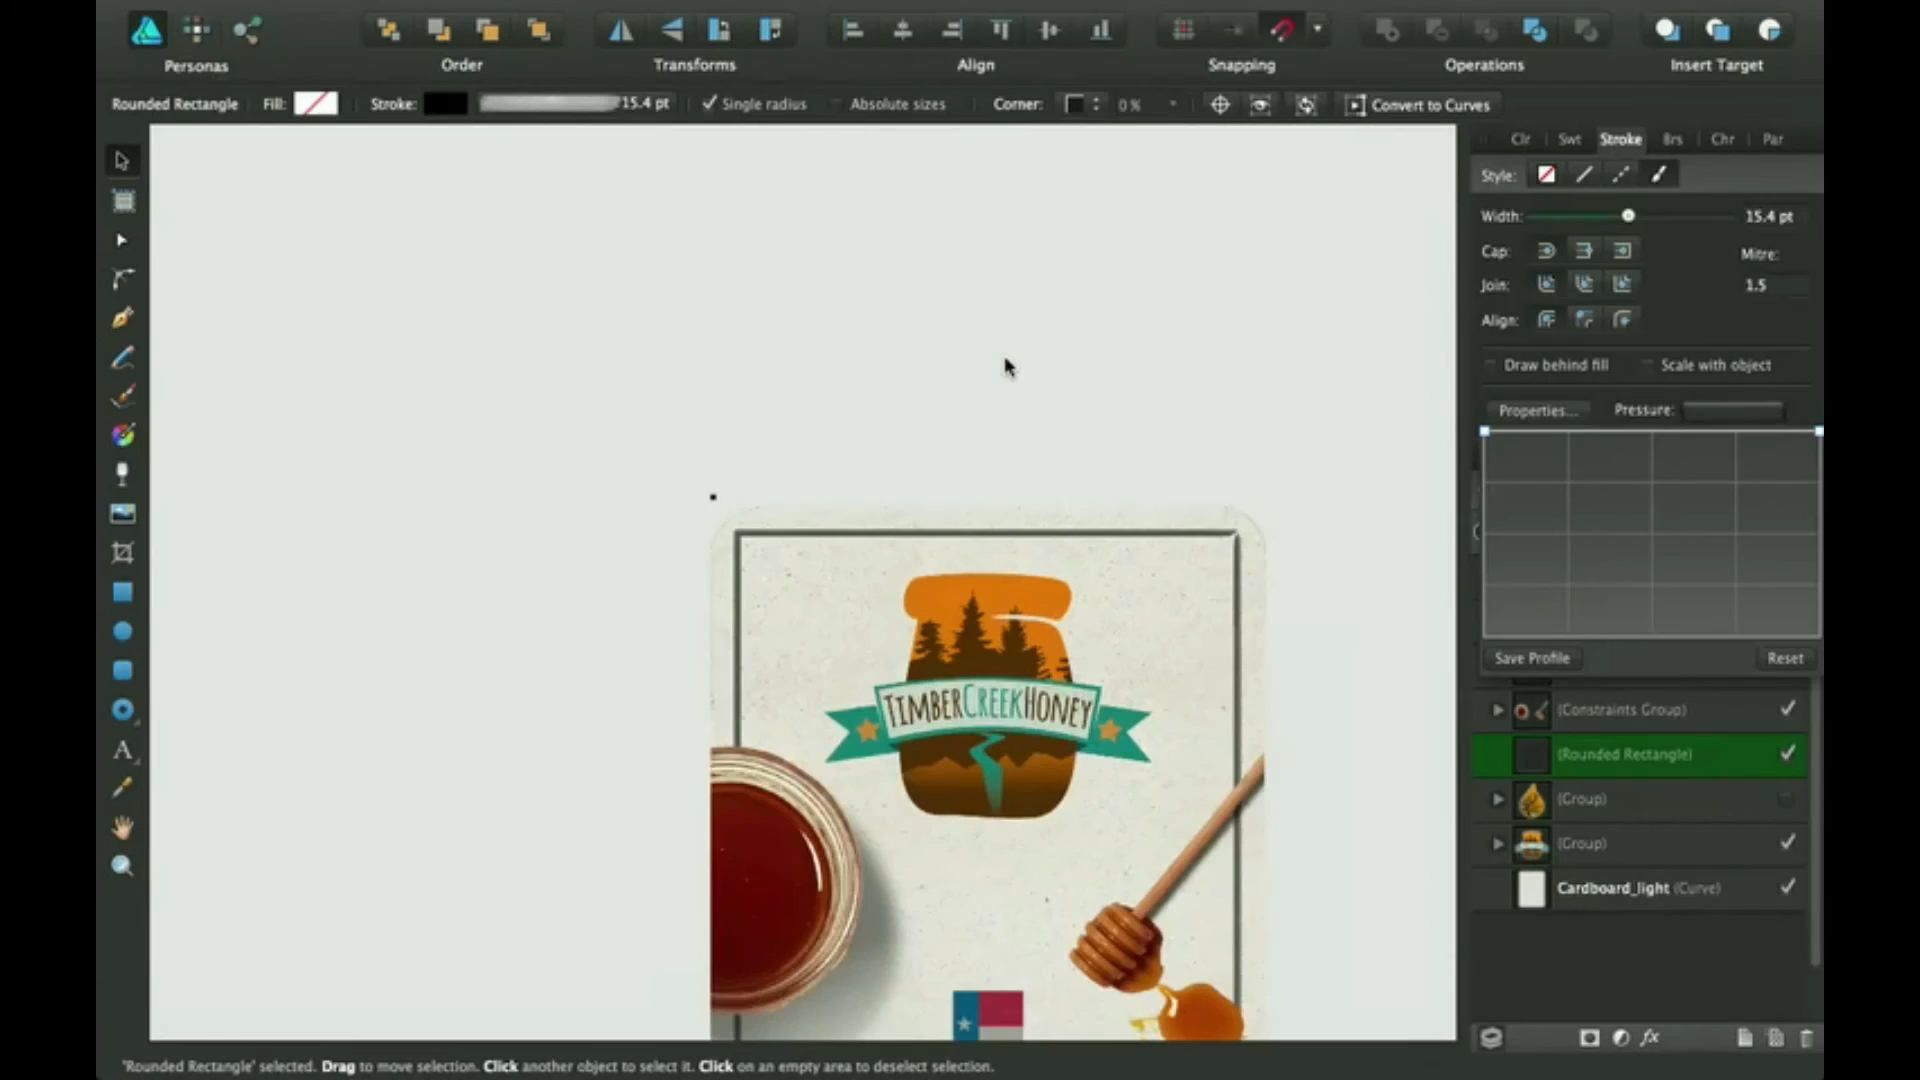 Personas Order Transforms Align Snapping Operations Insert Target
Rounded Rectangle Fill: Stroke: 15.4 pt Single radius Absolute sizes Corner: 0 % Convert to Curves
Clr Swt Stroke Brs Chr Par
Style:
Width: 15.4 pt
Cap: Mitre:
Join: 1.5
Align:
Draw behind fill Scale with object
Properties... Pressure:
Save Profile Reset
(Constraints Group)
(Rounded Rectangle)
(Group)
(Group)
Cardboard_light (Curve)
TIMBERCREEKHONEY
A
fx
'Rounded Rectangle' selected. Drag to move selection. Click another object to select it. Click on an empty area to deselect selection.